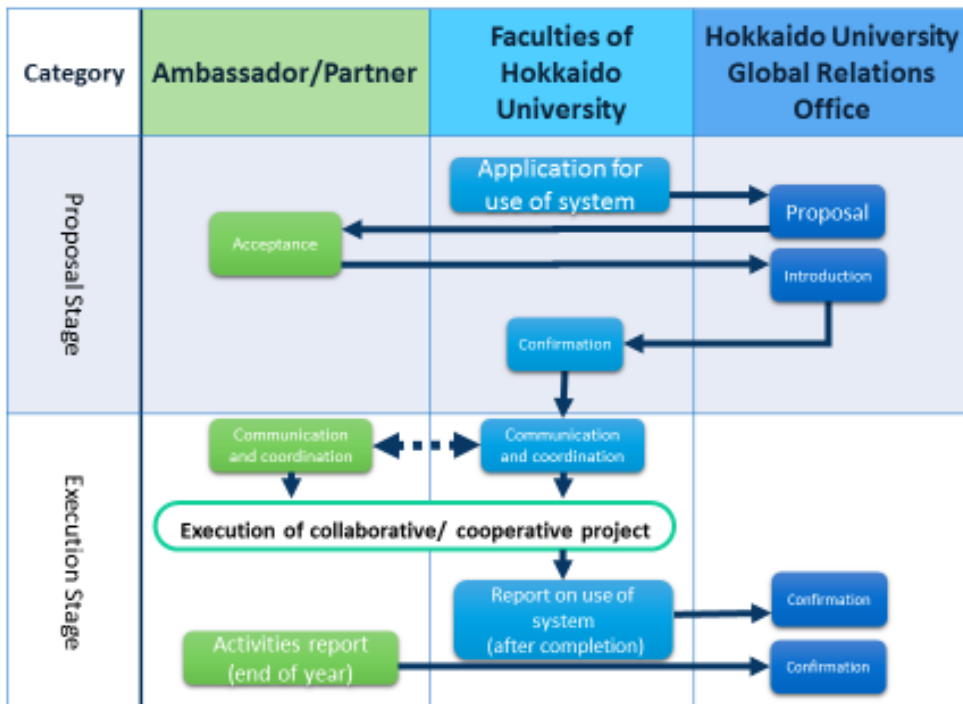 Category
Ambassador/Partner
Faculties of
Hokkaido
University
Hokkaido University
Global Relations
Office
Proposal Stage
Application for
use of system
Proposal
Acceptance
Introduction
Confirmation
Execution Stage
Communication
and coordination
Communication
and coordination
Execution of collaborative/ cooperative project
Report on use of
system
(after completion)
Confirmation
Activities report
(end of year)
Confirmation